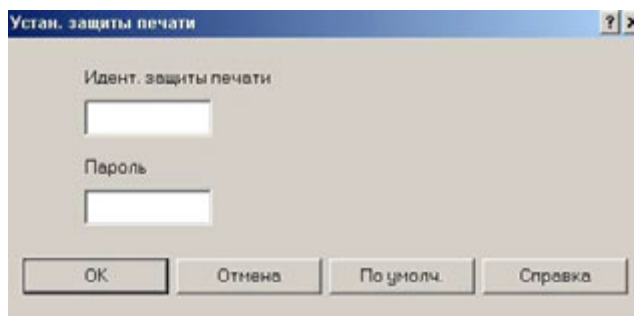 Устан. защиты печати
Идент. защиты печати
Пароль
OK Отмена По умолч. Справка